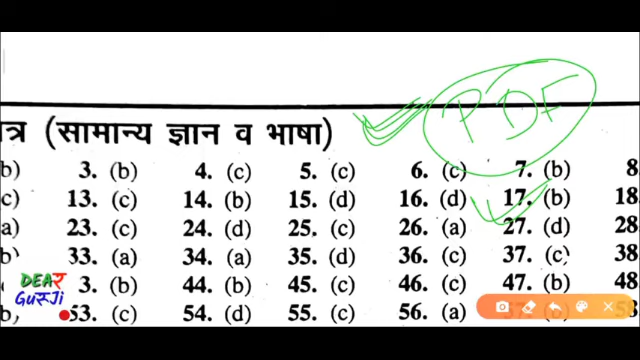 PDF
त्र (सामान्य ज्ञान व भाषा)
b) 3. (b) 4. (c) 5. (c) 6. (c) 7. (b) 8
c) 13. (c) 14. (b) 15. (d) 16. (d) 17. (b) 18
a) 23. (c) 24. (d) 25. (c) 26. (a) 27. (d) 28
b) 33. (a) 34. (a) 35. (d) 36. (c) 37. (c) 38
DEAR 3. (b) 44. (b) 45. (c) 46. (c) 47. (b) 48
GURUJI
b, 53. (c) 54. (d) 55. (c) 56. (a) 57.